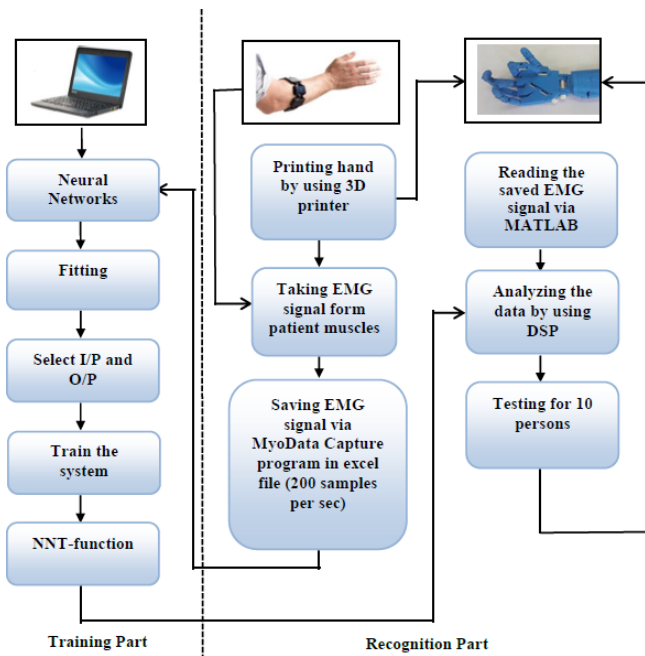 Neural
Networks
Fitting
Select I/P and
O/P
Train the
system
NNT-function
Training Part
Printing hand
by using 3D
printer
Taking EMG
signal form
patient muscles
Saving EMG
signal via
MyoData Capture
program in excel
file (200 samples
per sec)
Reading the
saved EMG
signal via
MATLAB
Analyzing the
data by using
DSP
Testing for 10
persons
Recognition Part